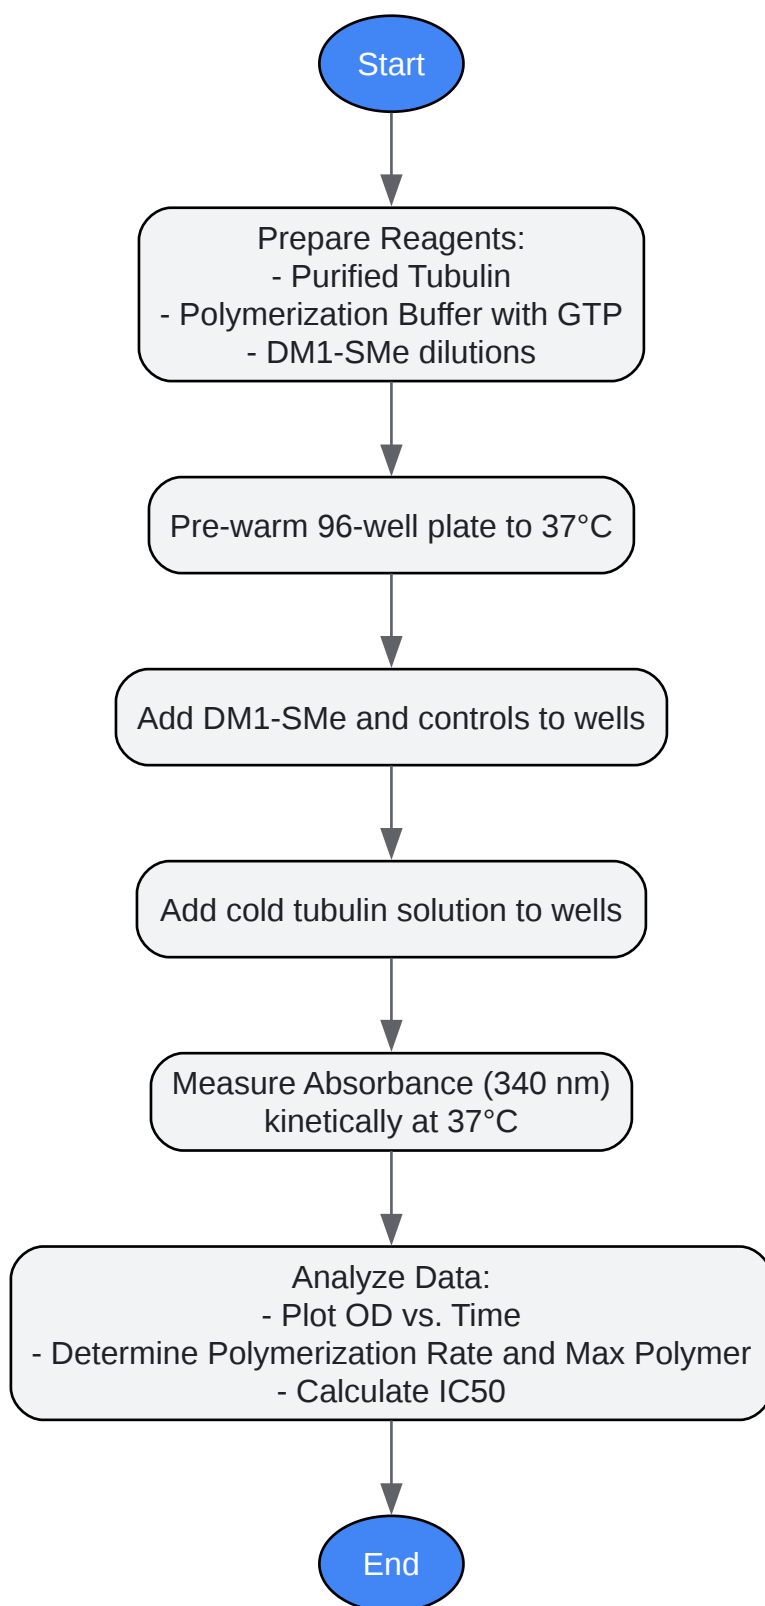 Start
Prepare Reagents:
- Purified Tubulin
- Polymerization Buffer with GTP
- DM1-SMe dilutions
Pre-warm 96-well plate to 37°C
Add DM1-SMe and controls to wells
Add cold tubulin solution to wells
Measure Absorbance (340 nm)
kinetically at 37°C
Analyze Data:
- Plot OD vs. Time
- Determine Polymerization Rate and Max Polymer
- Calculate IC50
End